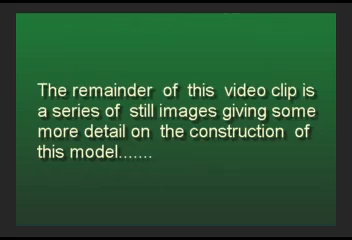 The remainder of this video clip is
a series of still images giving some
more detail on the construction of
this model.......